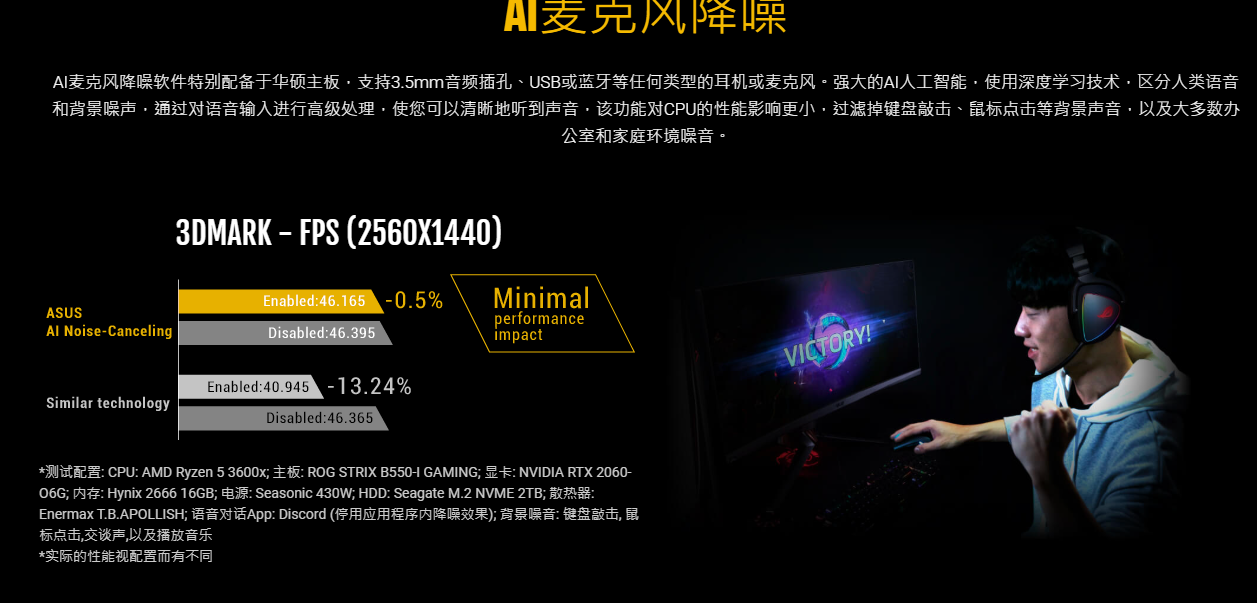 AI麦克风降噪
AI麦克风降噪软件特别配备于华硕主板，支持3.5mm音频插孔、USB或蓝牙等任何类型的耳机或麦克风。强大的AI人工智能，使用深度学习技术，区分人类语音
和背景噪声，通过对语音输入进行高级处理，使您可以清晰地听到声音，该功能对CPU的性能影响更小，过滤掉键盘敲击、鼠标点击等背景声音，以及大多数办
公室和家庭环境噪音。
3DMARK – FPS (2560X1440)
Enabled:46.165 -0.5%
ASUS
AI Noise-Canceling
Disabled:46.395
Minimal
performance
impact
Enabled:40.945 -13.24%
Similar technology
Disabled:46.365
VICTORY!
*测试配置: CPU: AMD Ryzen 5 3600x; 主板: ROG STRIX B550-I GAMING; 显卡: NVIDIA RTX 2060-
O6G; 内存: Hynix 2666 16GB; 电源: Seasonic 430W; HDD: Seagate M.2 NVME 2TB; 散热器:
Enermax T.B.APOLLISH; 语音对话App: Discord (停用应用程序内降噪效果); 背景噪音: 键盘敲击, 鼠
标点击,交谈声,以及播放音乐
*实际的性能视配置而有不同